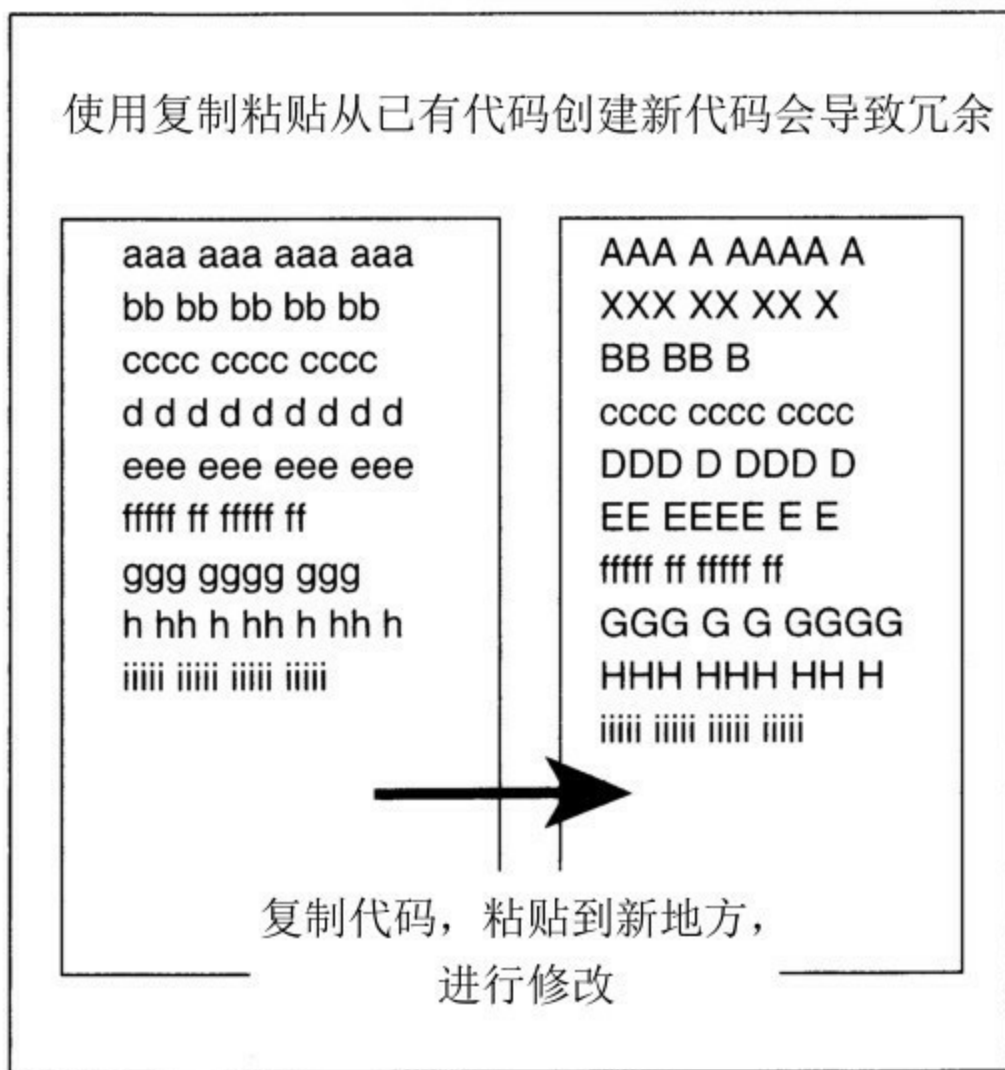 使用复制粘贴从已有代码创建新代码会导致冗余
aaa aaa aaa aaa
bb bb bb bb bb
cccc cccc cccc
d d d d d d d d d
eee eee eee eee
fffff ff fffff ff
ggg gggg ggg
h hh h hh h hh h
iiiii iiiii iiiii iiiii
AAA A AAAA A
XXX XX XX X
BB BB B
cccc cccc cccc
DDD D DDD D
EE EEEE E E
fffff ff fffff ff
GGG G G GGGG
HHH HHH HH H
iiiii iiiii iiiii iiiii
复制代码，粘贴到新地方，
进行修改